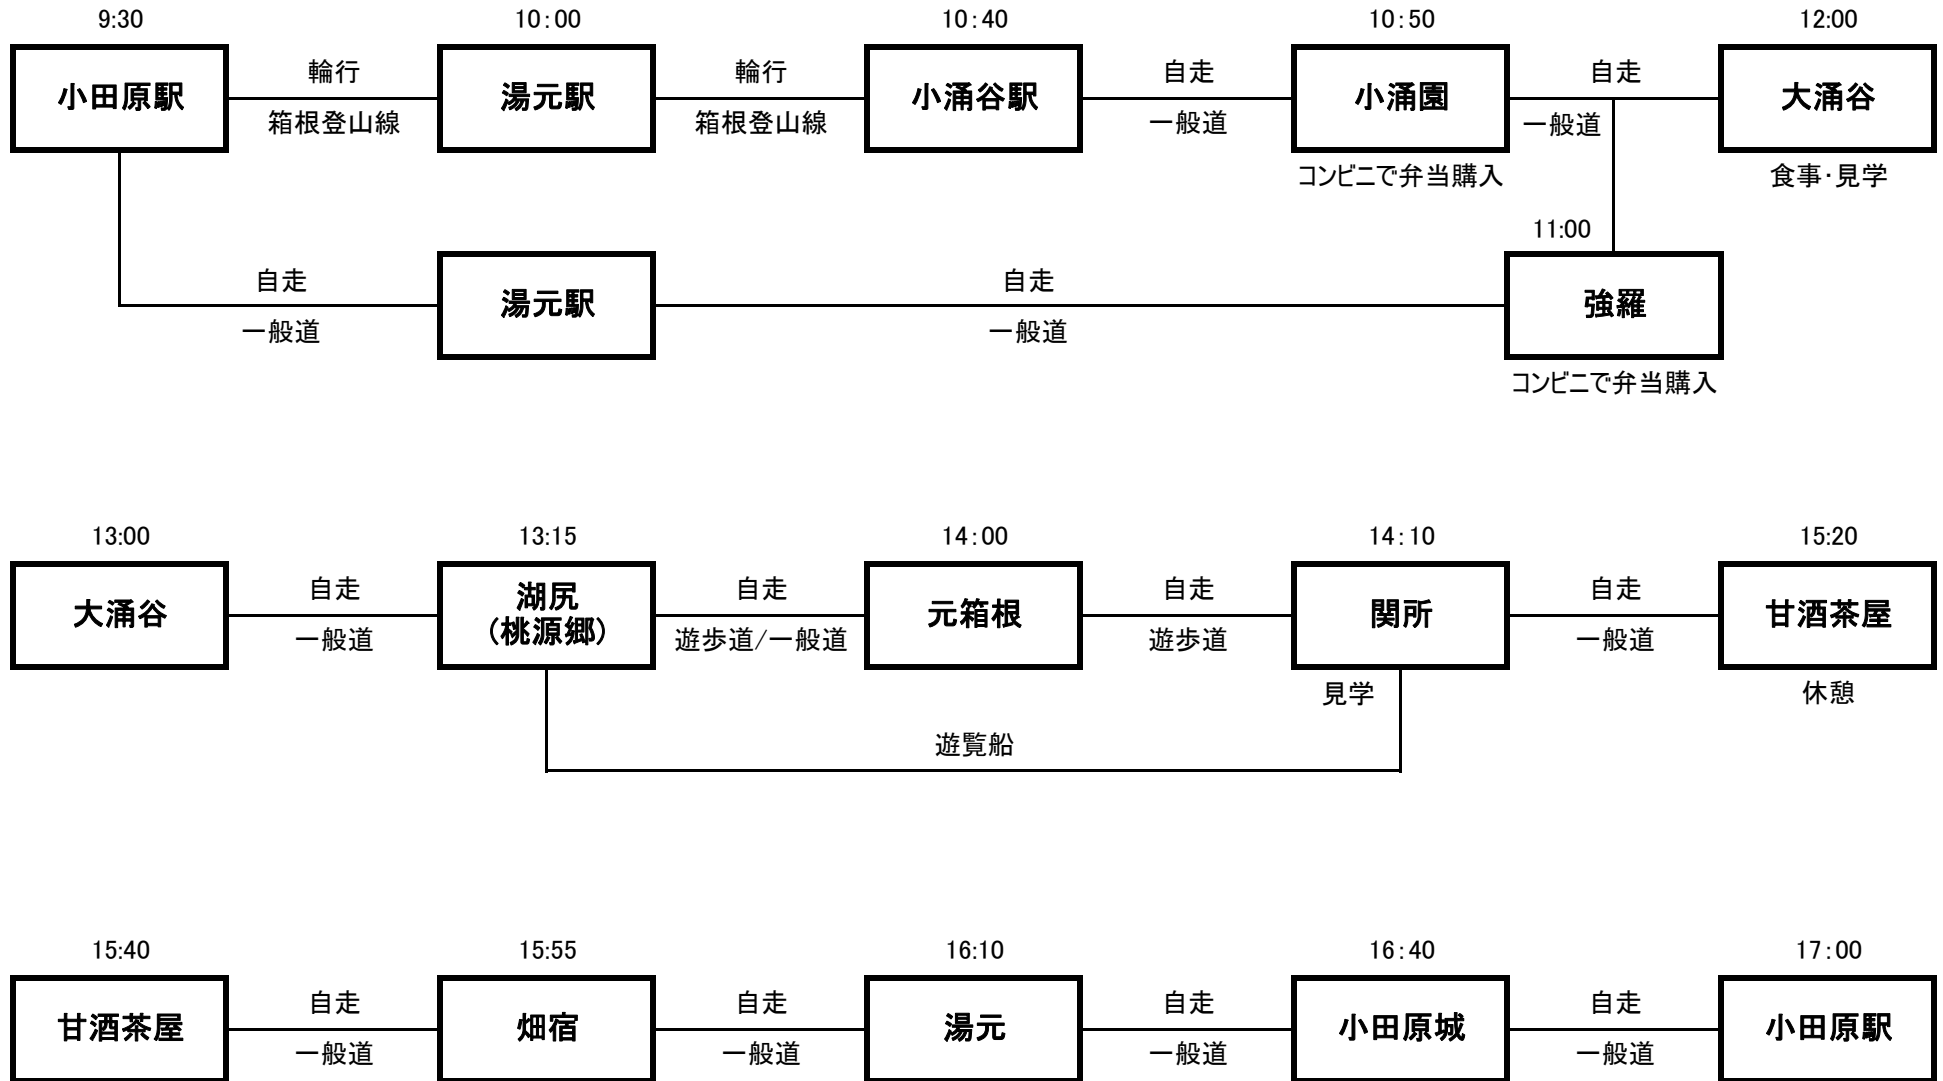 9:30
10:00
10:40
10:50
12:00
小田原駅
輪行
箱根登山線
湯元駅
輪行
箱根登山線
小涌谷駅
自走
一般道
小涌園
自走
一般道
大涌谷
コンビニで弁当購入
食事・見学
11:00
自走
一般道
湯元駅
自走
一般道
強羅
コンビニで弁当購入
13:00
13:15
14:00
14:10
15:20
大涌谷
自走
一般道
湖尻
(桃源郷)
自走
遊歩道/一般道
元箱根
自走
遊歩道
関所
自走
一般道
甘酒茶屋
見学
休憩
遊覧船
15:40
15:55
16:10
16:40
17:00
甘酒茶屋
自走
一般道
畑宿
自走
一般道
湯元
自走
一般道
小田原城
自走
一般道
小田原駅